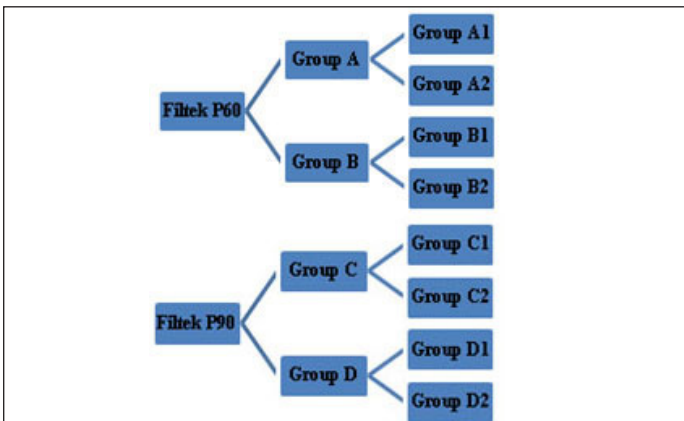 Group A1
Group A
Group A2
Filtek P60
Group B1
Group B
Group B2
Group C1
Group C
Group C2
Filtek P90
Group D1
Group D
Group D2